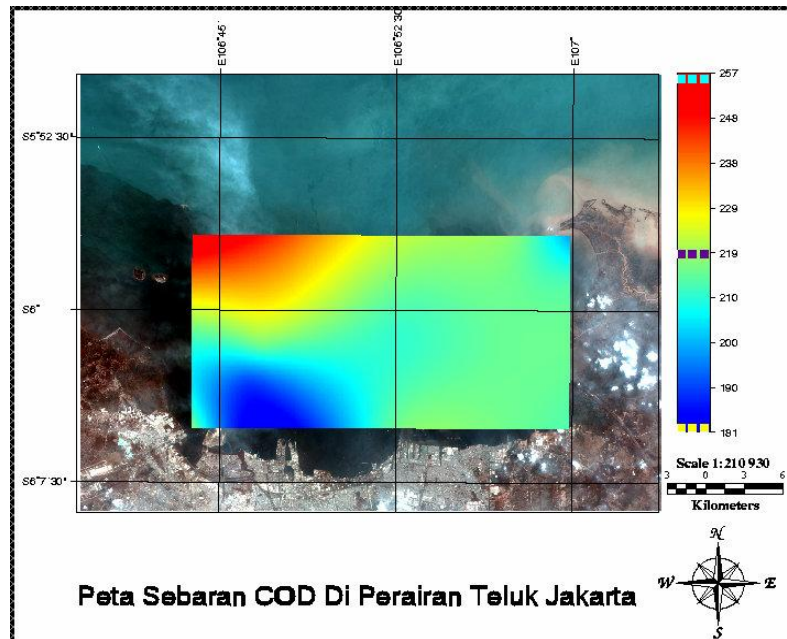 E106°45'
E106°52'30"
E107°
S5°52'30"
S6°
S6°7'30"
257
248
238
229
219
210
200
190
181
Scale 1:210 930
3 0 3 6
Kilometers
N
W E
S
Peta Sebaran COD Di Perairan Teluk Jakarta